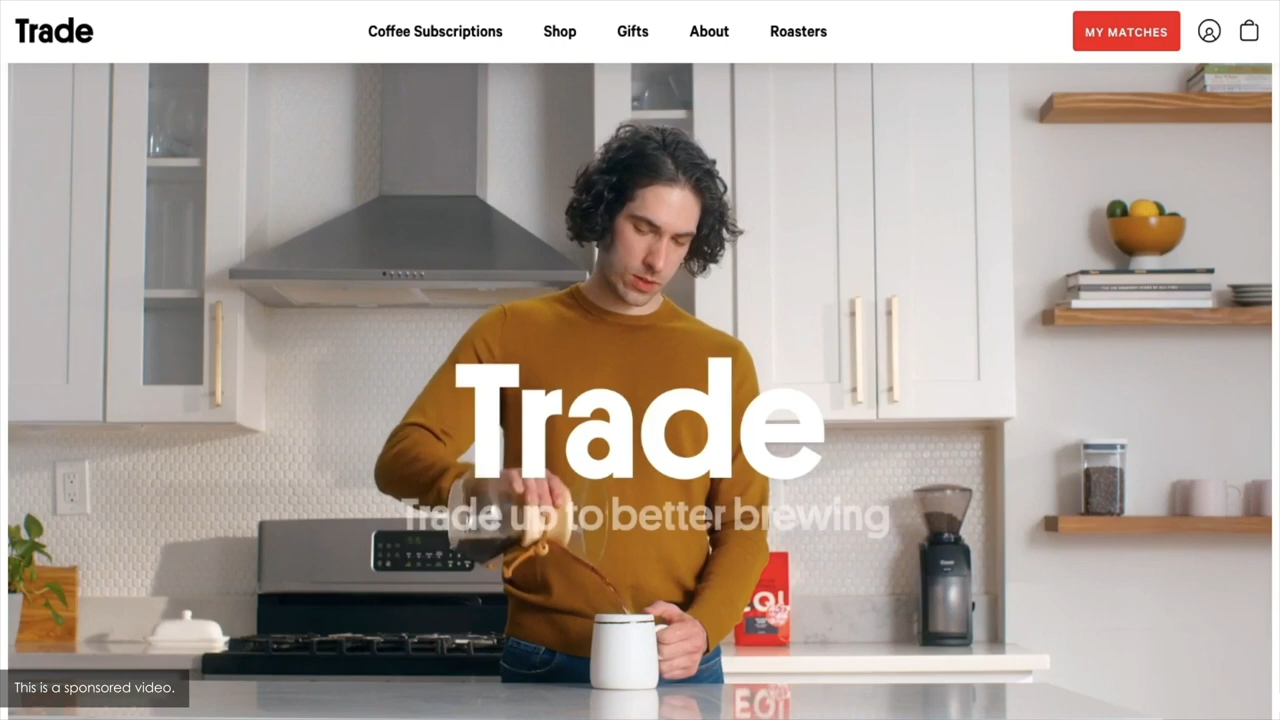 Trade
Coffee Subscriptions
Shop
Gifts
About
Roasters
MY MATCHES
Trade
Trade up to better brewing
This is a sponsored video.